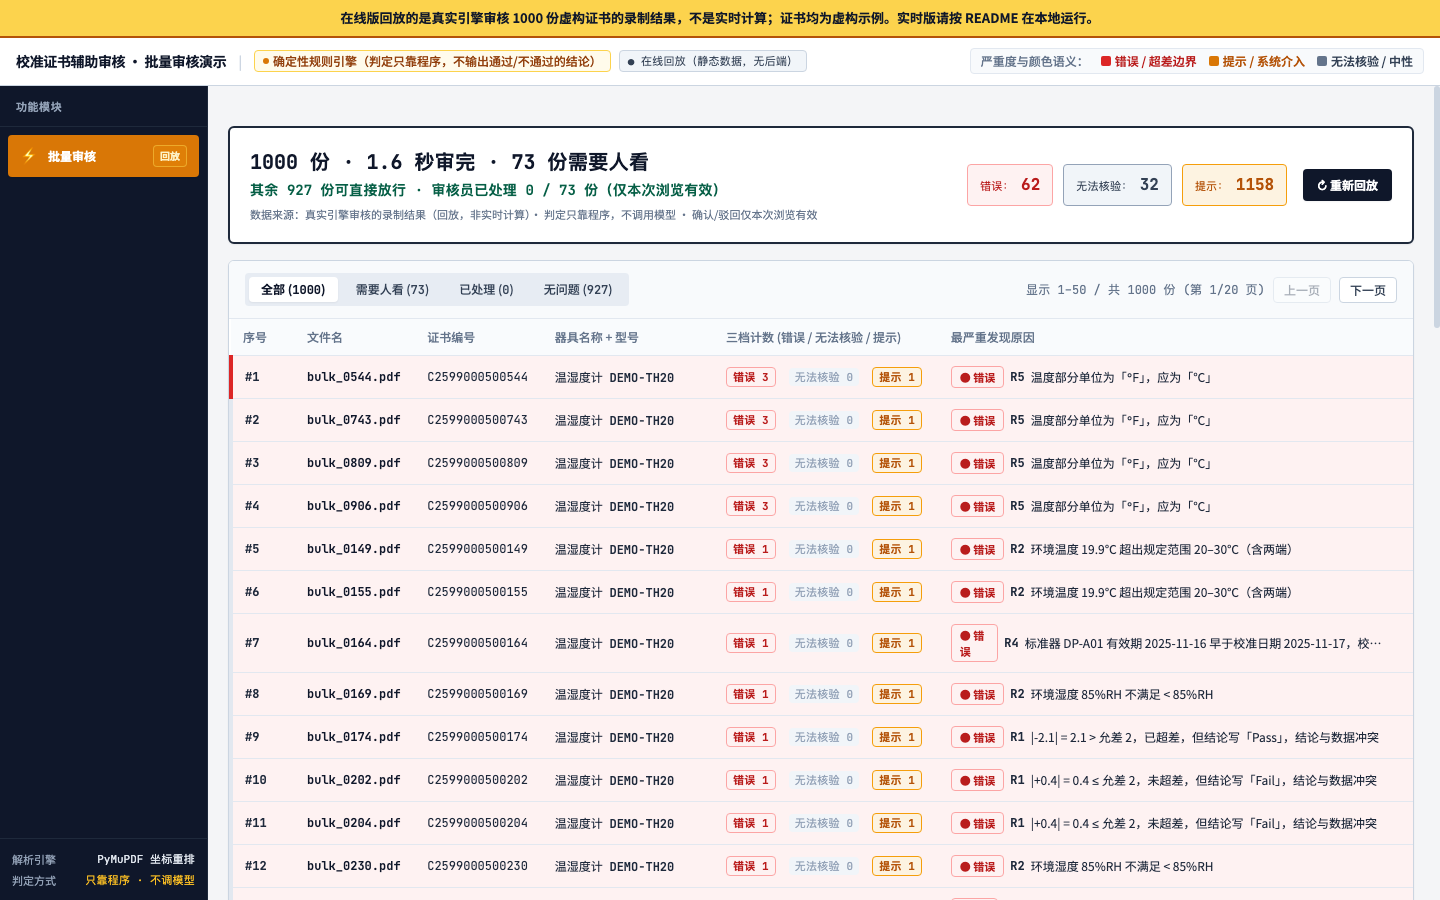 在线版回放的是真实引擎审核 1000 份虚构证书的录制结果，不是实时计算；证书均为虚构示例。实时版请按 README 在本地运行。
校准证书辅助审核 · 批量审核演示
确定性规则引擎（判定只靠程序，不输出通过/不通过的结论）
在线回放（静态数据，无后端）
严重度与颜色语义： 错误 / 超差边界 提示 / 系统介入 无法核验 / 中性
功能模块
⚡ 批量审核 回放
1000 份 · 1.6 秒审完 · 73 份需要人看
其余 927 份可直接放行 · 审核员已处理 0 / 73 份（仅本次浏览有效）
数据来源：真实引擎审核的录制结果（回放，非实时计算）· 判定只靠程序，不调用模型 · 确认/驳回仅本次浏览有效
错误： 62 无法核验： 32 提示： 1158 ↻ 重新回放
全部 (1000) 需要人看 (73) 已处理 (0) 无问题 (927)
显示 1-50 / 共 1000 份 (第 1/20 页) 上一页 下一页
序号 文件名 证书编号 器具名称 + 型号 三档计数 (错误 / 无法核验 / 提示) 最严重发现原因
#1 bulk_0544.pdf C2599000500544 温湿度计 DEMO-TH20 错误 3 无法核验 0 提示 1 错误 R5 温度部分单位为「°F」，应为「℃」
#2 bulk_0743.pdf C2599000500743 温湿度计 DEMO-TH20 错误 3 无法核验 0 提示 1 错误 R5 温度部分单位为「°F」，应为「℃」
#3 bulk_0809.pdf C2599000500809 温湿度计 DEMO-TH20 错误 3 无法核验 0 提示 1 错误 R5 温度部分单位为「°F」，应为「℃」
#4 bulk_0906.pdf C2599000500906 温湿度计 DEMO-TH20 错误 3 无法核验 0 提示 1 错误 R5 温度部分单位为「°F」，应为「℃」
#5 bulk_0149.pdf C2599000500149 温湿度计 DEMO-TH20 错误 1 无法核验 0 提示 1 错误 R2 环境温度 19.9℃ 超出规定范围 20–30℃（含两端）
#6 bulk_0155.pdf C2599000500155 温湿度计 DEMO-TH20 错误 1 无法核验 0 提示 1 错误 R2 环境温度 19.9℃ 超出规定范围 20–30℃（含两端）
#7 bulk_0164.pdf C2599000500164 温湿度计 DEMO-TH20 错误 1 无法核验 0 提示 1 错误 R4 标准器 DP-A01 有效期 2025-11-16 早于校准日期 2025-11-17，校…
#8 bulk_0169.pdf C2599000500169 温湿度计 DEMO-TH20 错误 1 无法核验 0 提示 1 错误 R2 环境湿度 85%RH 不满足 < 85%RH
#9 bulk_0174.pdf C2599000500174 温湿度计 DEMO-TH20 错误 1 无法核验 0 提示 1 错误 R1 |-2.1| = 2.1 > 允差 2，已超差，但结论写「Pass」，结论与数据冲突
#10 bulk_0202.pdf C2599000500202 温湿度计 DEMO-TH20 错误 1 无法核验 0 提示 1 错误 R1 |+0.4| = 0.4 ≤ 允差 2，未超差，但结论写「Fail」，结论与数据冲突
#11 bulk_0204.pdf C2599000500204 温湿度计 DEMO-TH20 错误 1 无法核验 0 提示 1 错误 R1 |+0.4| = 0.4 ≤ 允差 2，未超差，但结论写「Fail」，结论与数据冲突
#12 bulk_0230.pdf C2599000500230 温湿度计 DEMO-TH20 错误 1 无法核验 0 提示 1 错误 R2 环境湿度 85%RH 不满足 < 85%RH
解析引擎 PyMuPDF 坐标重排
判定方式 只靠程序 · 不调模型